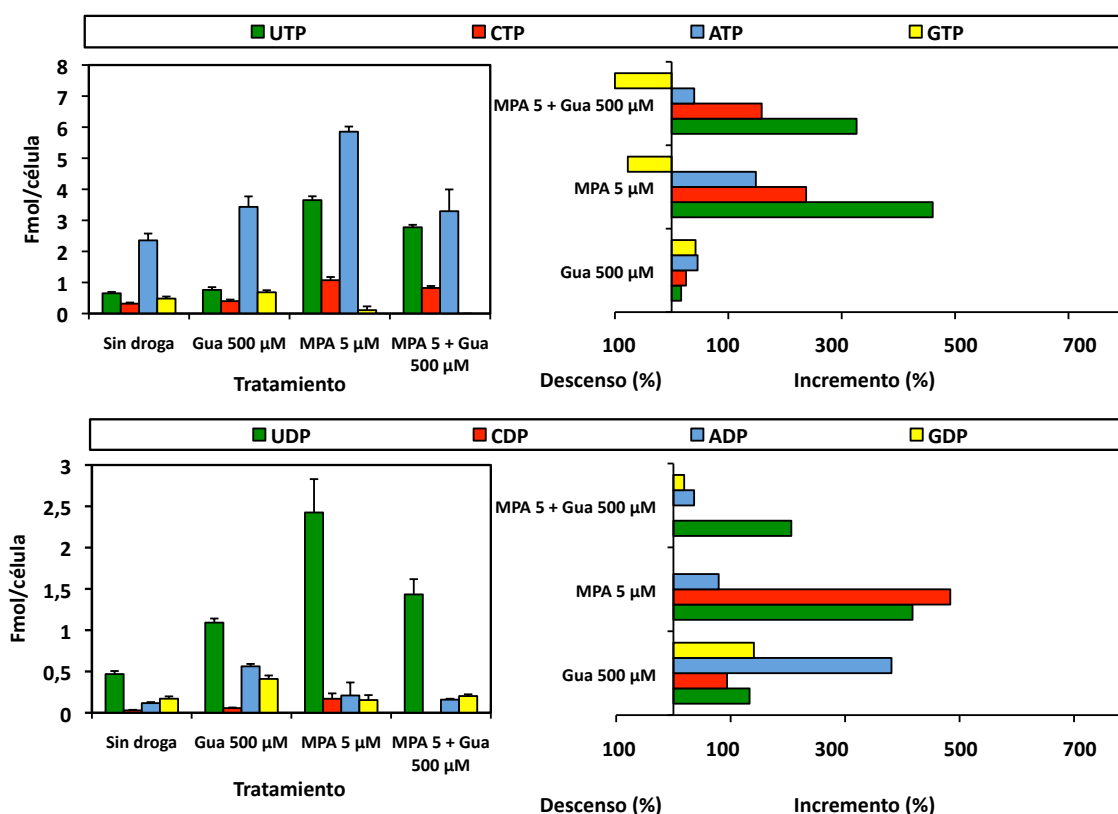 UTP CTP ATP GTP
Fmol/célula
8
7
6
5
4
3
2
1
0
Sin droga Gua 500 µM MPA 5 µM MPA 5 + Gua
500 µM
Tratamiento
MPA 5 + Gua 500 µM
MPA 5 µM
Gua 500 µM
100 100 300 500 700
Descenso (%) Incremento (%)
UDP CDP ADP GDP
Fmol/célula
3
2,5
2
1,5
1
0,5
0
Sin droga Gua 500 µM MPA 5 µM MPA 5 + Gua
500 µM
Tratamiento
MPA 5 + Gua 500 µM
MPA 5 µM
Gua 500 µM
100 100 300 500 700
Descenso (%) Incremento (%)